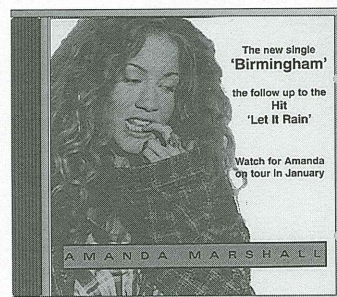 The new single
'Birmingham'
the follow up to the
Hit
'Let It Rain'
Watch for Amanda
on tour in January
AMANDA MARSHALL